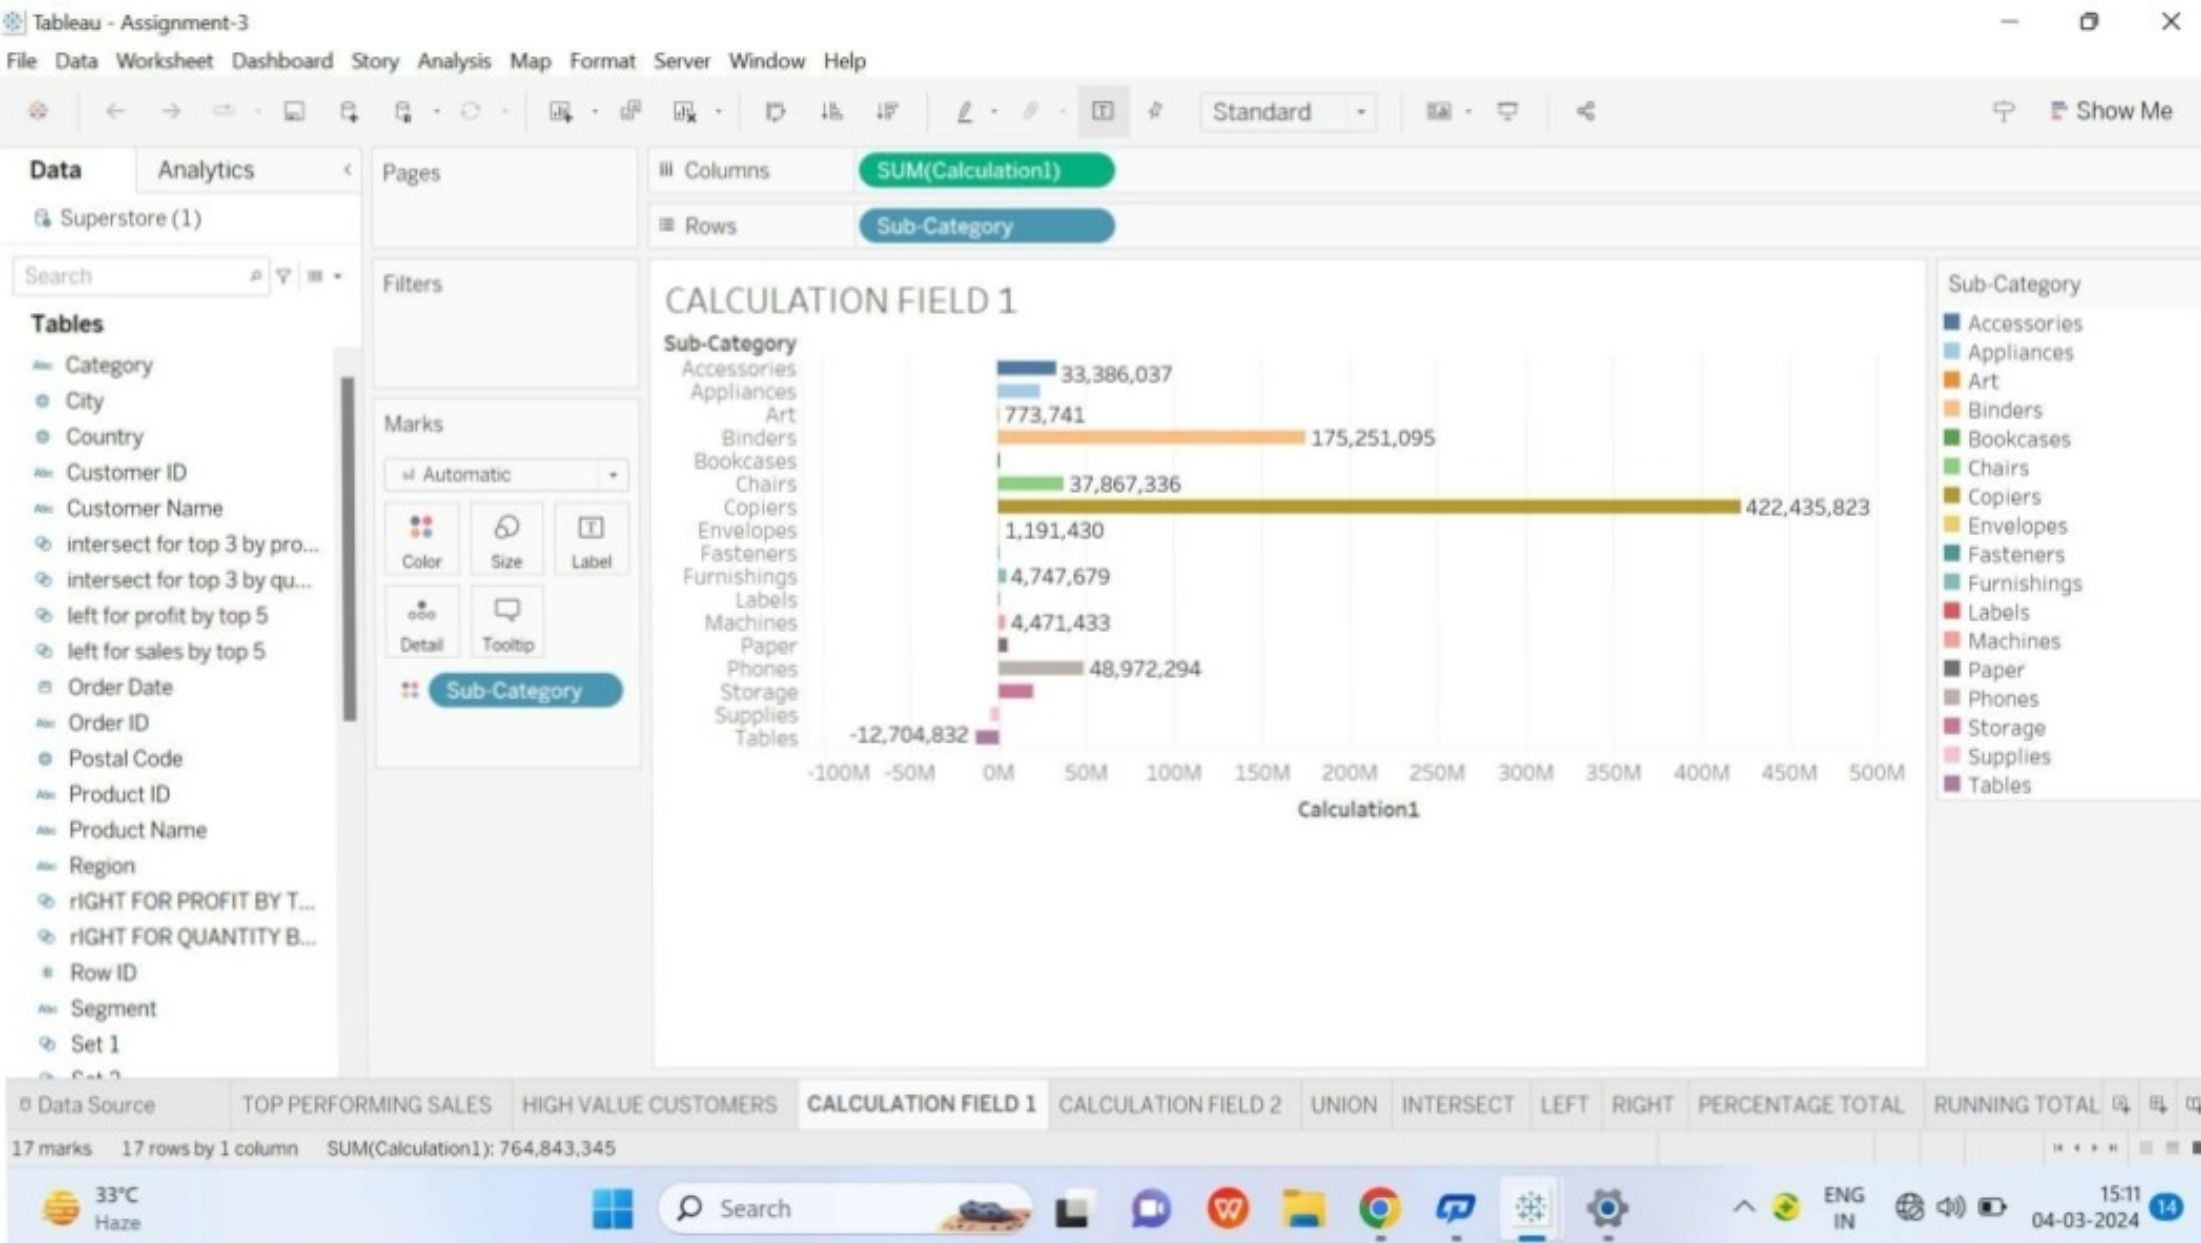 Tableau - Assignment-3
File Data Worksheet Dashboard Story Analysis Map Format Server Window Help
Standard
Show Me
Data Analytics
Superstore (1)
Search
Tables
Category
City
Country
Customer ID
Customer Name
intersect for top 3 by pro...
intersect for top 3 by qu...
left for profit by top 5
left for sales by top 5
Order Date
Order ID
Postal Code
Product ID
Product Name
Region
rIGHT FOR PROFIT BY T...
rIGHT FOR QUANTITY B...
Row ID
Segment
Set 1
Pages
Filters
Marks
Automatic
Color Size Label
Detail Tooltip
Sub-Category
Columns SUM(Calculation1)
Rows Sub-Category
CALCULATION FIELD 1
Sub-Category
Accessories 33,386,037
Appliances
Art 773,741
Binders 175,251,095
Bookcases
Chairs 37,867,336
Copiers 422,435,823
Envelopes 1,191,430
Fasteners
Furnishings 4,747,679
Labels
Machines 4,471,433
Paper
Phones 48,972,294
Storage
Supplies
Tables -12,704,832
-100M -50M 0M 50M 100M 150M 200M 250M 300M 350M 400M 450M 500M
Calculation1
Sub-Category
Accessories
Appliances
Art
Binders
Bookcases
Chairs
Copiers
Envelopes
Fasteners
Furnishings
Labels
Machines
Paper
Phones
Storage
Supplies
Tables
Data Source TOP PERFORMING SALES HIGH VALUE CUSTOMERS CALCULATION FIELD 1 CALCULATION FIELD 2 UNION INTERSECT LEFT RIGHT PERCENTAGE TOTAL RUNNING TOTAL
17 marks 17 rows by 1 column SUM(Calculation1): 764,843,345
33°C
Haze
Search
ENG
IN
15:11
04-03-2024
14